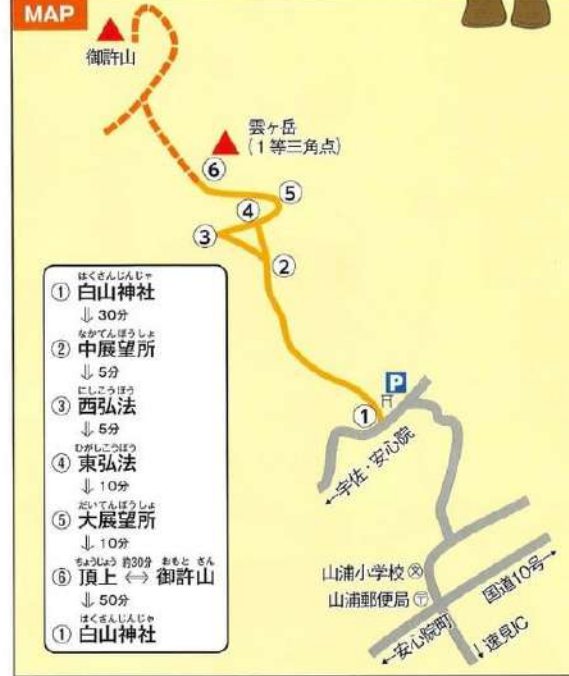 MAP
御許山
雲ヶ岳
(1等三角点)
⑥
⑤
④
③
②
はくさんじんじゃ
① 白山神社
⇓ 30分
なかてんぼうしょ
② 中展望所
⇓ 5分
にしこうぼう
③ 西弘法
⇓ 5分
ひがしこうぼう
④ 東弘法
⇓ 10分
だいてんぼうしょ
⑤ 大展望所
⇓ 10分
ちょうじょう 約30分 おもと さん
⑥ 頂上 ⇔ 御許山
⇓ 50分
はくさんじんじゃ
① 白山神社
P
①
←宇佐・安心院
山浦小学校
山浦郵便局
国道10号→
←安心院町
↓速見IC